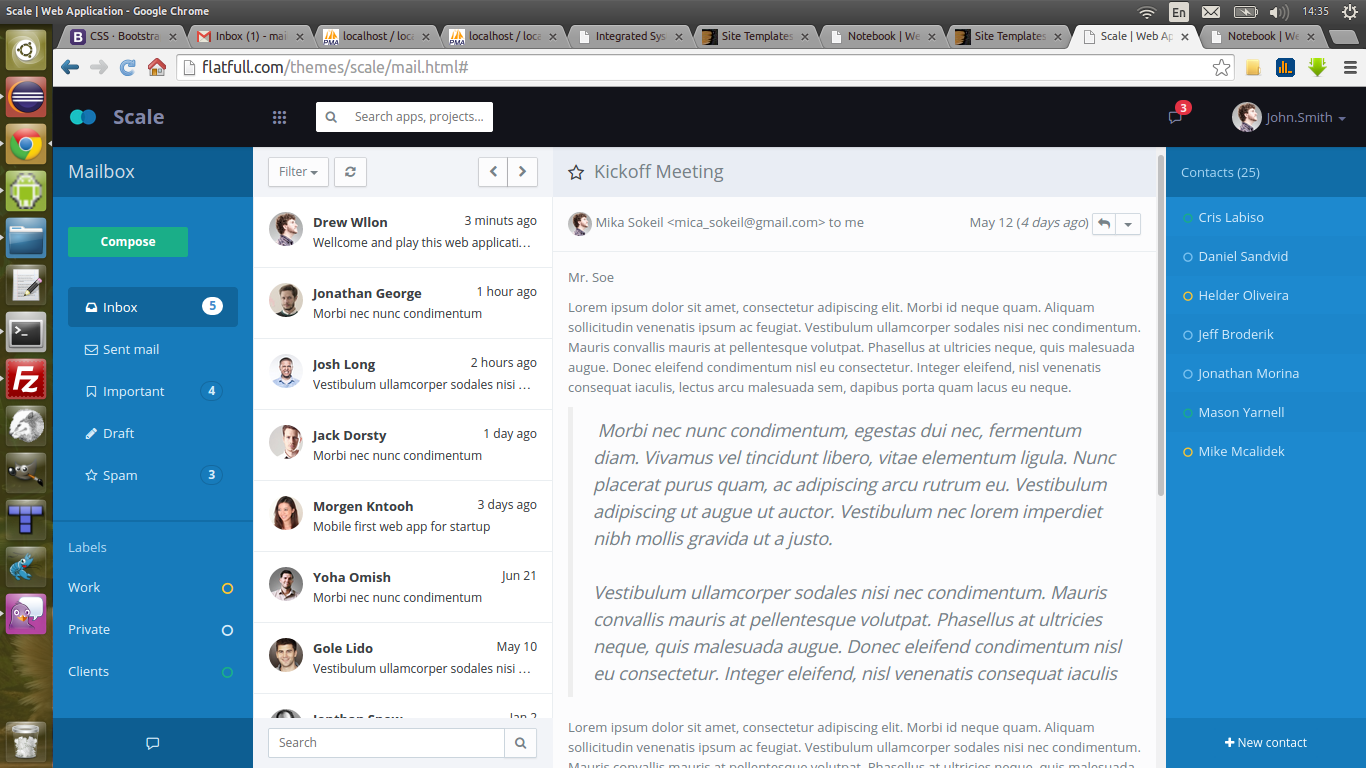 Scale | Web Application - Google Chrome
En
14:35
CSS · Bootstra
Inbox (1) - mai
localhost / loca
localhost / loca
Integrated Sys
Site Templates
Notebook | We
Site Templates
Scale | Web Ap
Notebook | We
flatfull.com/themes/scale/mail.html#
Scale
Search apps, projects...
3
John.Smith
Mailbox
Compose
Inbox 5
Sent mail
Important 4
Draft
Spam 3
Labels
Work
Private
Clients
Filter
Drew Wllon 3 minuts ago
Wellcome and play this web applicati…
Jonathan George 1 hour ago
Morbi nec nunc condimentum
Josh Long 2 hours ago
Vestibulum ullamcorper sodales nisi …
Jack Dorsty 1 day ago
Morbi nec nunc condimentum
Morgen Kntooh 3 days ago
Mobile first web app for startup
Yoha Omish Jun 21
Morbi nec nunc condimentum
Gole Lido May 10
Vestibulum ullamcorper sodales nisi …
Jan 2
Search
Kickoff Meeting
Mika Sokeil <mica_sokeil@gmail.com> to me May 12 (4 days ago)
Mr. Soe
Lorem ipsum dolor sit amet, consectetur adipiscing elit. Morbi id neque quam. Aliquam
sollicitudin venenatis ipsum ac feugiat. Vestibulum ullamcorper sodales nisi nec condimentum.
Mauris convallis mauris at pellentesque volutpat. Phasellus at ultricies neque, quis malesuada
augue. Donec eleifend condimentum nisl eu consectetur. Integer eleifend, nisl venenatis
consequat iaculis, lectus arcu malesuada sem, dapibus porta quam lacus eu neque.
Morbi nec nunc condimentum, egestas dui nec, fermentum
diam. Vivamus vel tincidunt libero, vitae elementum ligula. Nunc
placerat purus quam, ac adipiscing arcu rutrum eu. Vestibulum
adipiscing ut augue ut auctor. Vestibulum nec lorem imperdiet
nibh mollis gravida ut a justo.
Vestibulum ullamcorper sodales nisi nec condimentum. Mauris
convallis mauris at pellentesque volutpat. Phasellus at ultricies
neque, quis malesuada augue. Donec eleifend condimentum nisl
eu consectetur. Integer eleifend, nisl venenatis consequat iaculis
Lorem ipsum dolor sit amet, consectetur adipiscing elit. Morbi id neque quam. Aliquam
sollicitudin venenatis ipsum ac feugiat. Vestibulum ullamcorper sodales nisi nec condimentum.
Mauris convallis mauris at pellentesque volutpat. Phasellus at ultricies neque, quis malesuada
Contacts (25)
Cris Labiso
Daniel Sandvid
Helder Oliveira
Jeff Broderik
Jonathan Morina
Mason Yarnell
Mike Mcalidek
New contact